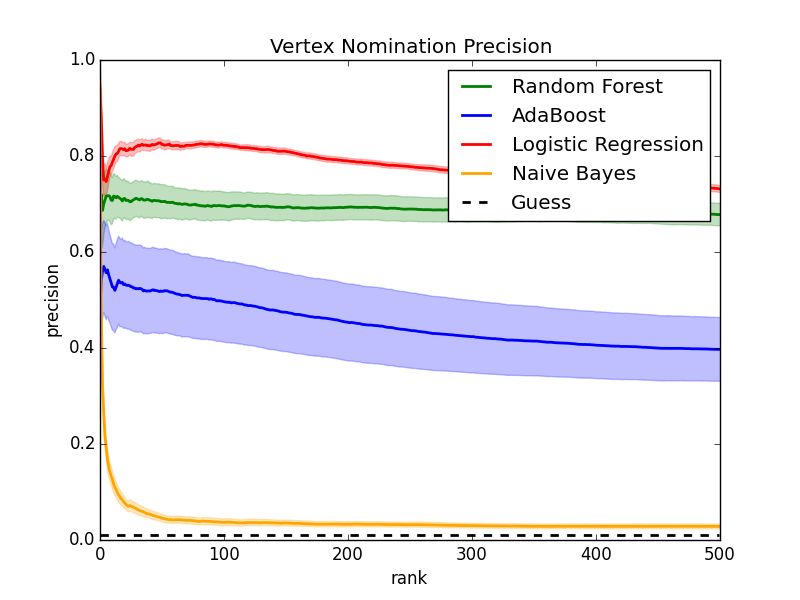 Vertex Nomination Precision
1.0
0.8
0.6
0.4
0.2
0.0
precision
Random Forest
AdaBoost
Logistic Regression
Naive Bayes
Guess
0 100 200 300 400 500
rank